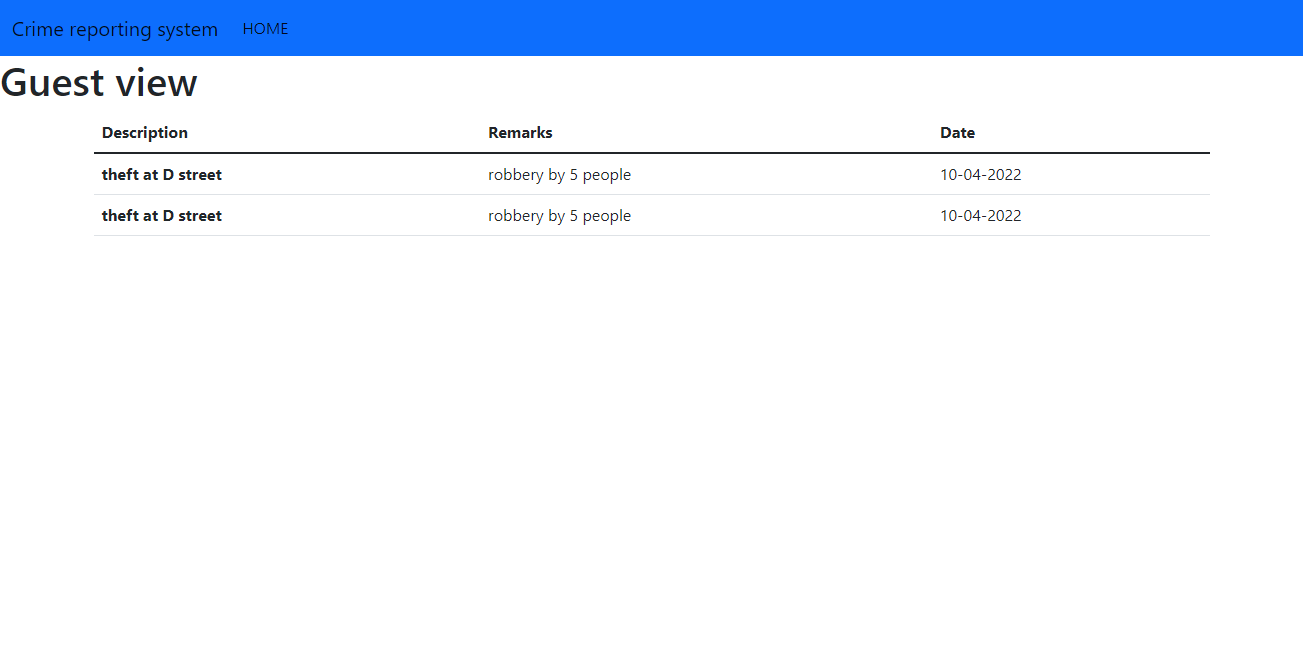 Crime reporting system HOME
Guest view
Description Remarks Date
theft at D street robbery by 5 people 10-04-2022
theft at D street robbery by 5 people 10-04-2022